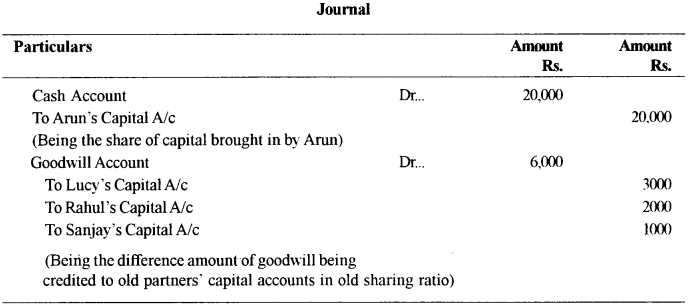 Journal
Particulars Amount Amount
Rs. Rs.
Cash Account Dr... 20,000
To Arun's Capital A/c 20,000
(Being the share of capital brought in by Arun)
Goodwill Account Dr... 6,000
To Lucy's Capital A/c 3000
To Rahul's Capital A/c 2000
To Sanjay's Capital A/c 1000
(Being the difference amount of goodwill being
credited to old partners' capital accounts in old sharing ratio)